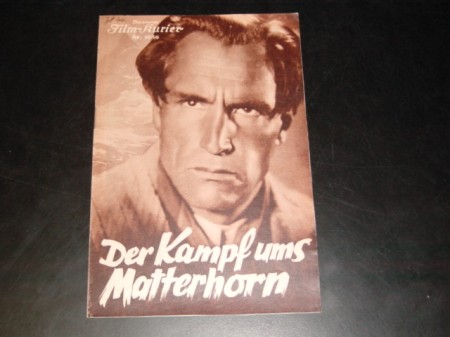 Film-Kurier
Der Kampf ums
Matterhorn